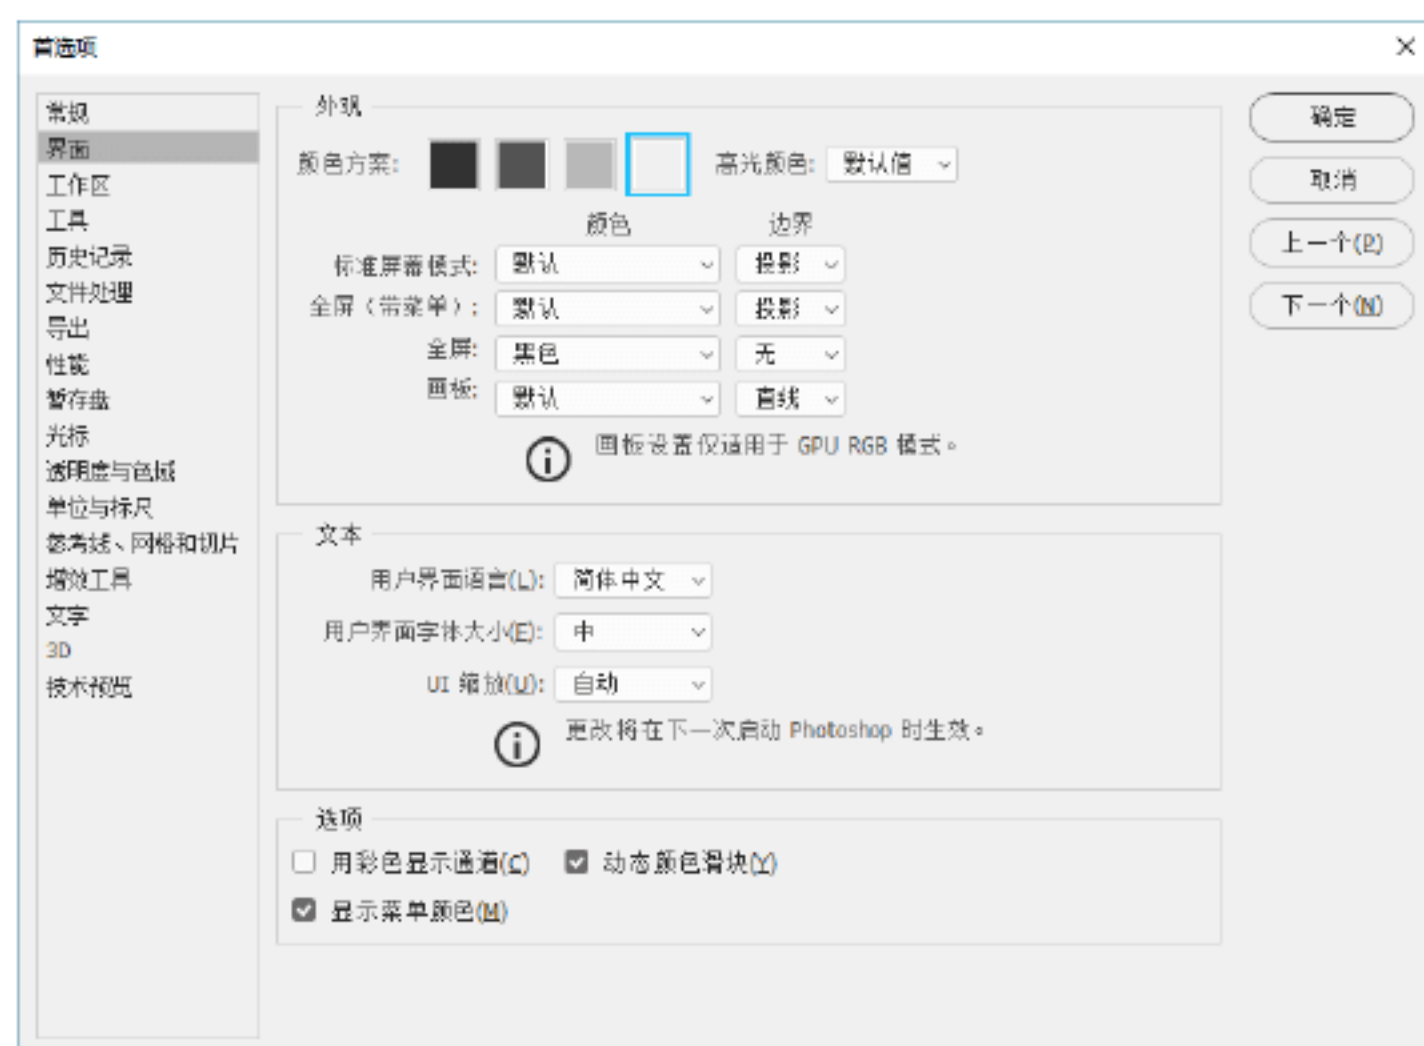 首选项
常规
界面
工作区
工具
历史记录
文件处理
导出
性能
暂存盘
光标
透明度与色域
单位与标尺
参考线、网格和切片
增效工具
文字
3D
技术预览
外观
颜色方案: 高光颜色: 默认值
颜色 边界
标准屏幕模式: 默认 投影
全屏（带菜单）: 默认 投影
全屏: 黑色 无
画板: 默认 直线
画板设置仅适用于 GPU RGB 模式。
文本
用户界面语言(L): 简体中文
用户界面字体大小(E): 中
UI 缩放(U): 自动
更改将在下一次启动 Photoshop 时生效。
选项
用彩色显示通道(C) 动态颜色滑块(Y)
显示菜单颜色(M)
确定
取消
上一个(P)
下一个(N)